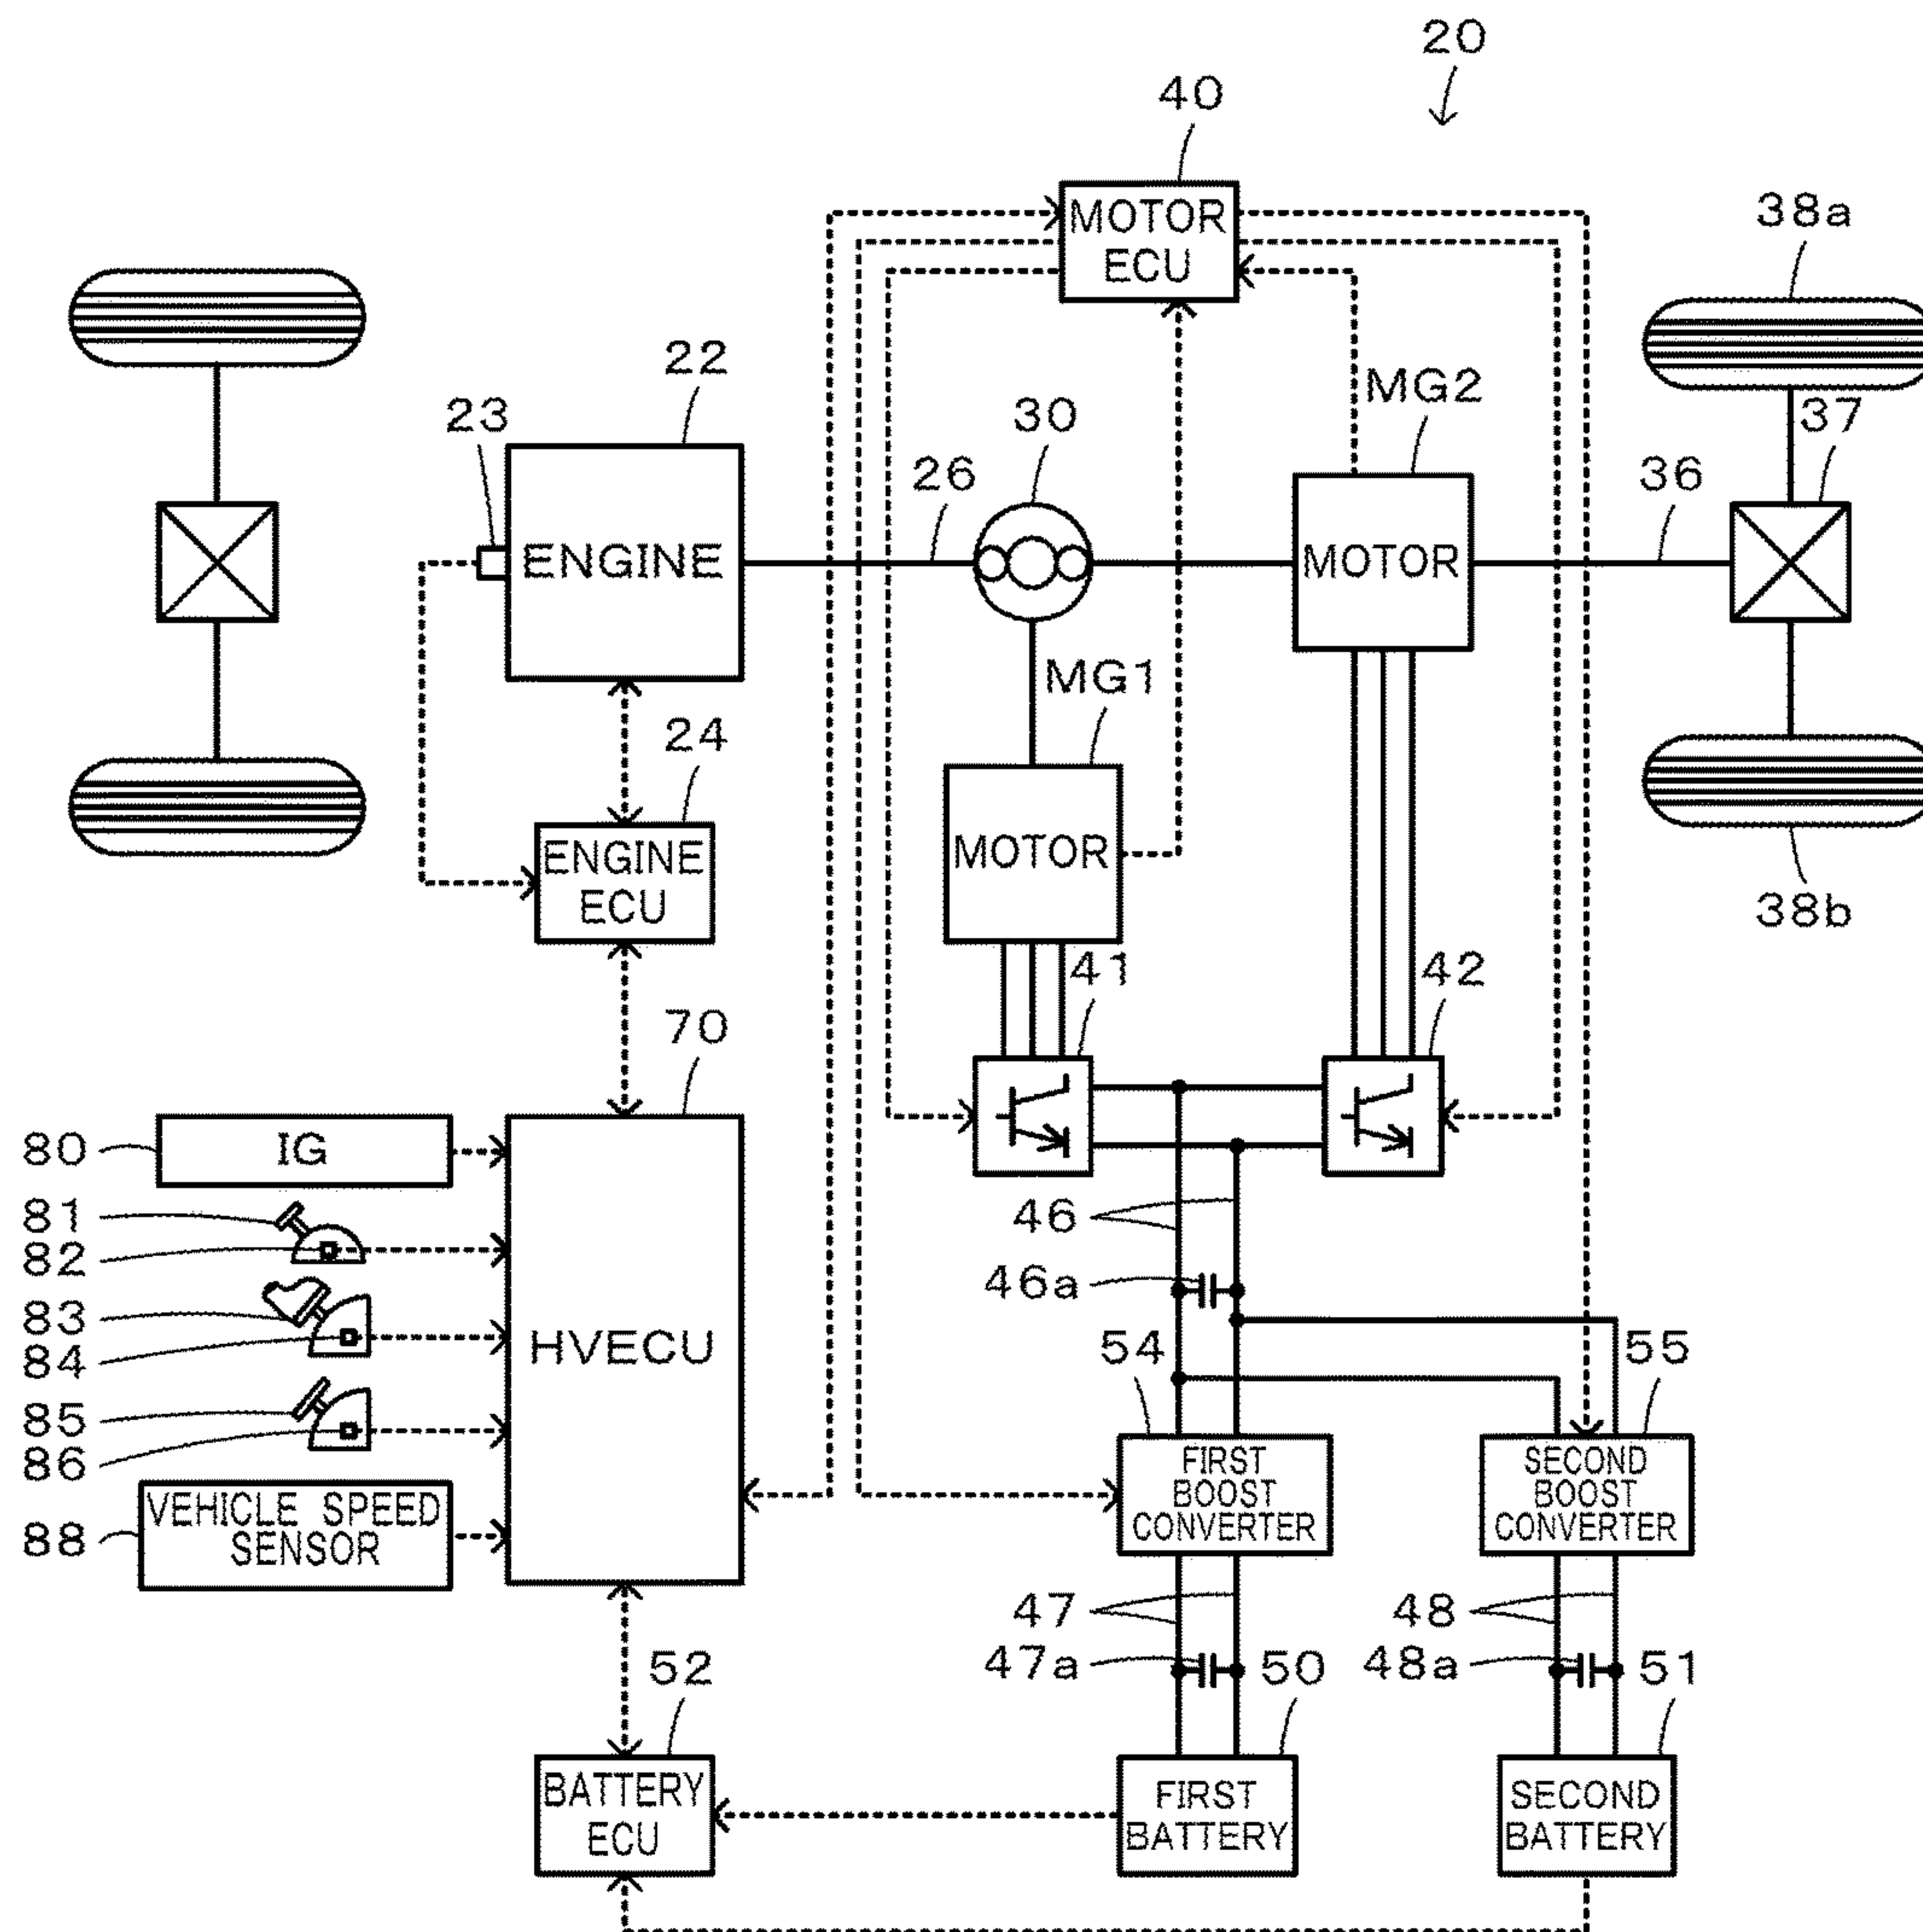 20
40
MOTOR
ECU
38a
22
MG2
37
23
30
26
36
ENGINE
MOTOR
MG1
24
MOTOR
ENGINE
ECU
38b
41
42
70
80
IG
81
46
82
46a
83
HVECU
54
55
84
85
FIRST
BOOST
CONVERTER
SECOND
BOOST
CONVERTER
86
VEHICLE SPEED
SENSOR
88
47
48
52
47a
50
48a
51
BATTERY
ECU
FIRST
BATTERY
SECOND
BATTERY